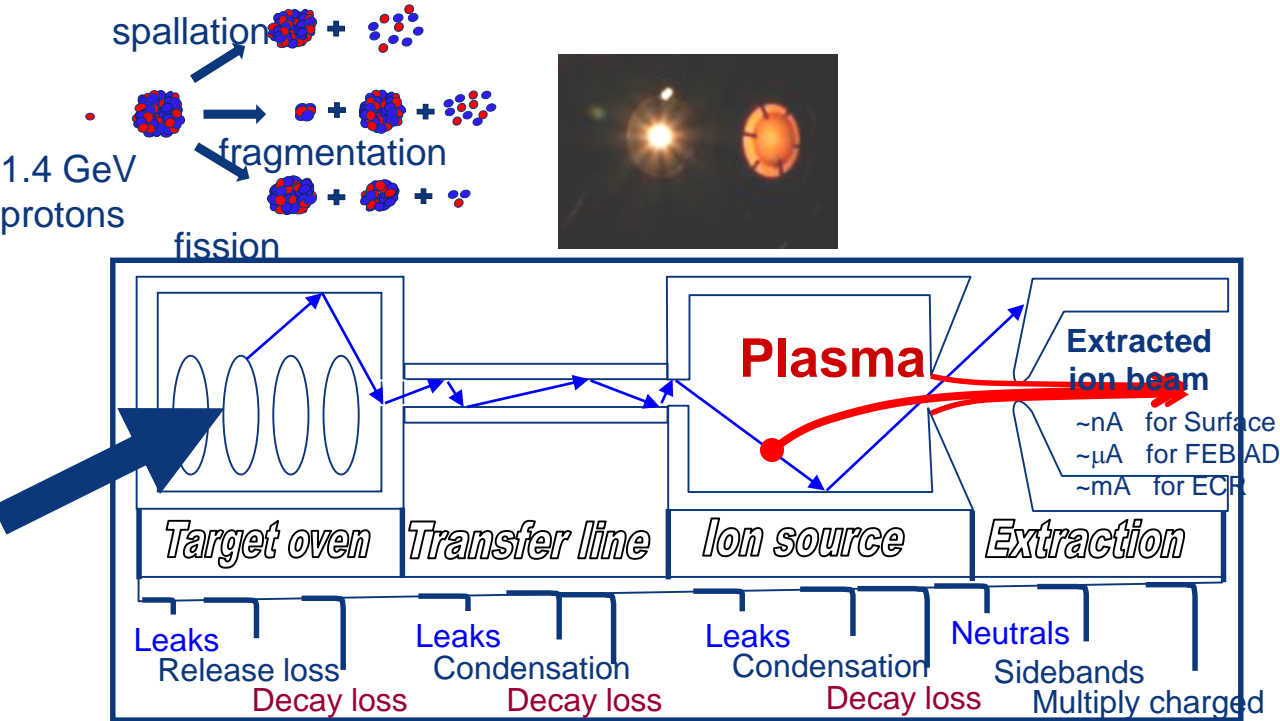 spallation
1.4 GeV
protons
fragmentation
fission
Plasma
Extracted
ion beam
~nA for Surface
~μA for FEBIAD
~mA for ECR
Target oven
Transfer line
Ion source
Extraction
Leaks
Release loss
Decay loss
Leaks
Condensation
Decay loss
Leaks
Condensation
Decay loss
Neutrals
Sidebands
Multiply charged